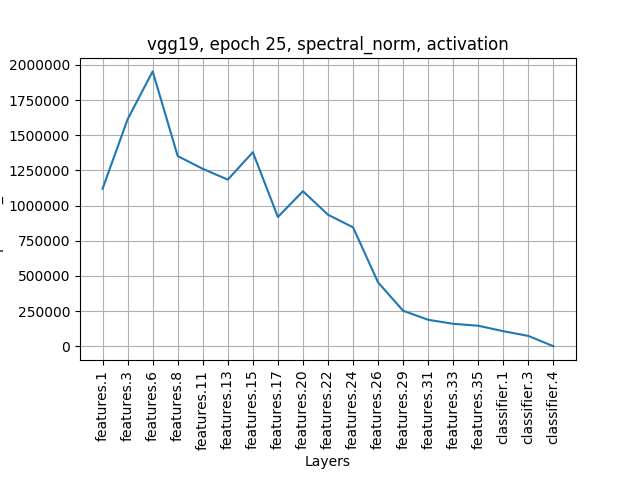 vgg19, epoch 25, spectral_norm, activation
2000000
1750000
1500000
1250000
1000000
750000
500000
250000
0
features.1
features.3
features.6
features.8
features.11
features.13
features.15
features.17
features.20
features.22
features.24
features.26
features.29
features.31
features.33
features.35
classifier.1
classifier.3
classifier.4
Layers